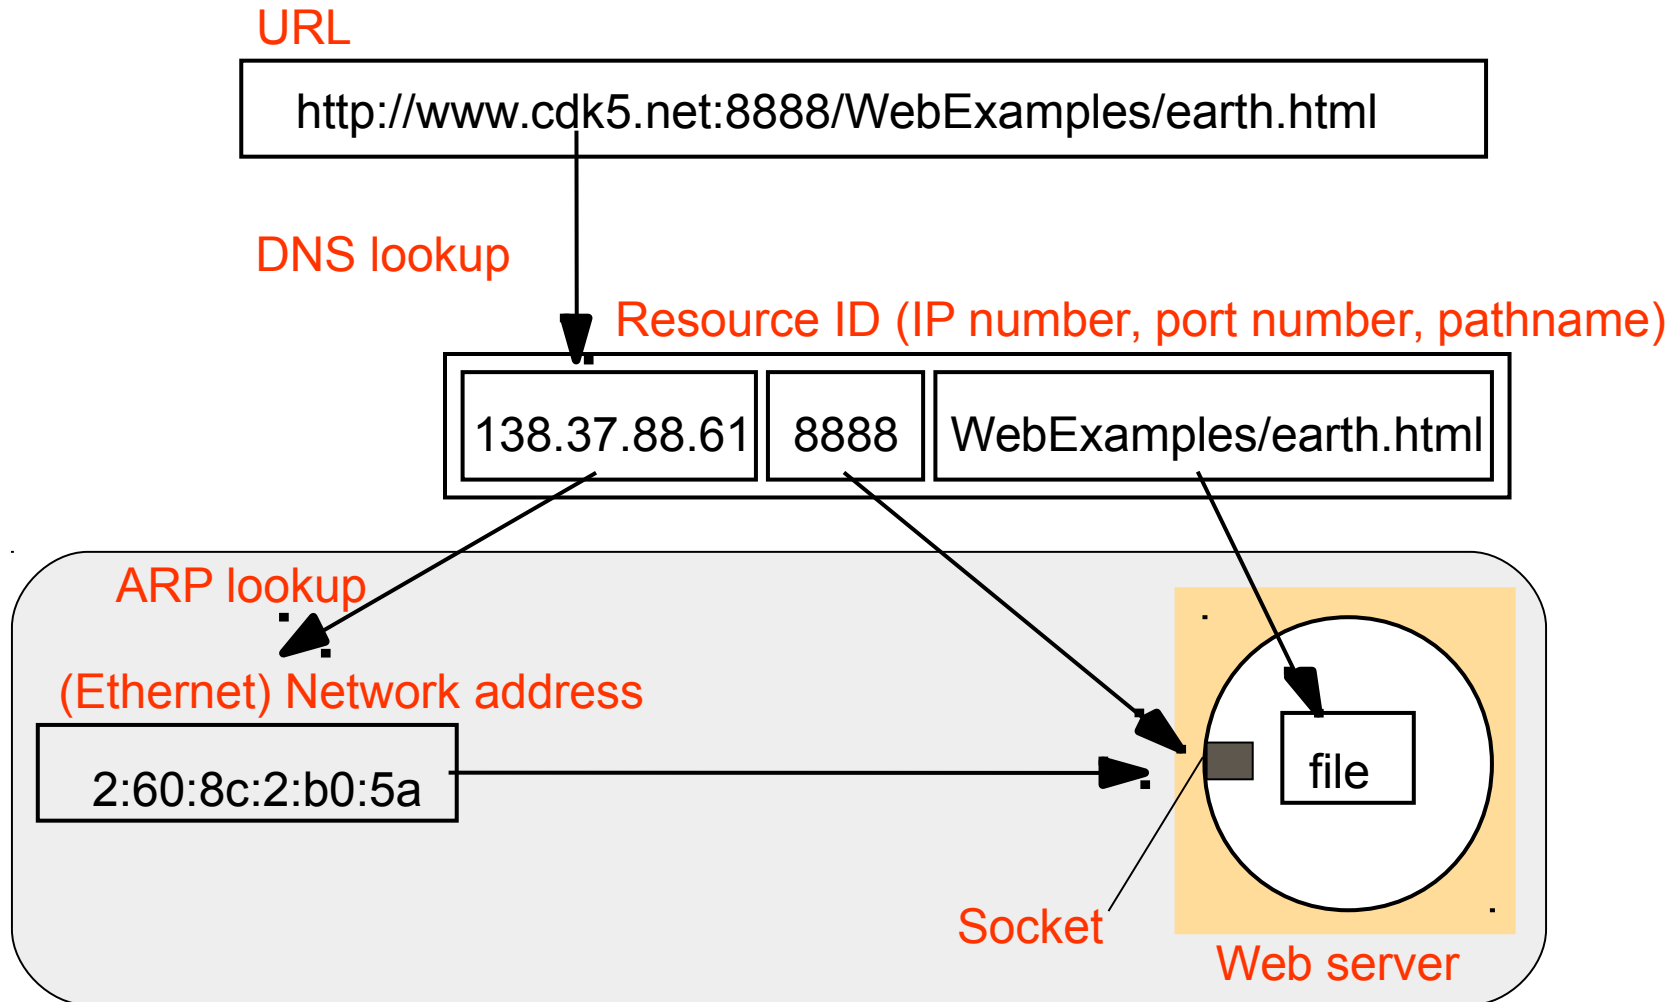 URL
http://www.cdk5.net:8888/WebExamples/earth.html
DNS lookup
Resource ID (IP number, port number, pathname)
138.37.88.61
8888
WebExamples/earth.html
ARP lookup
(Ethernet) Network address
2:60:8c:2:b0:5a
file
Socket
Web server